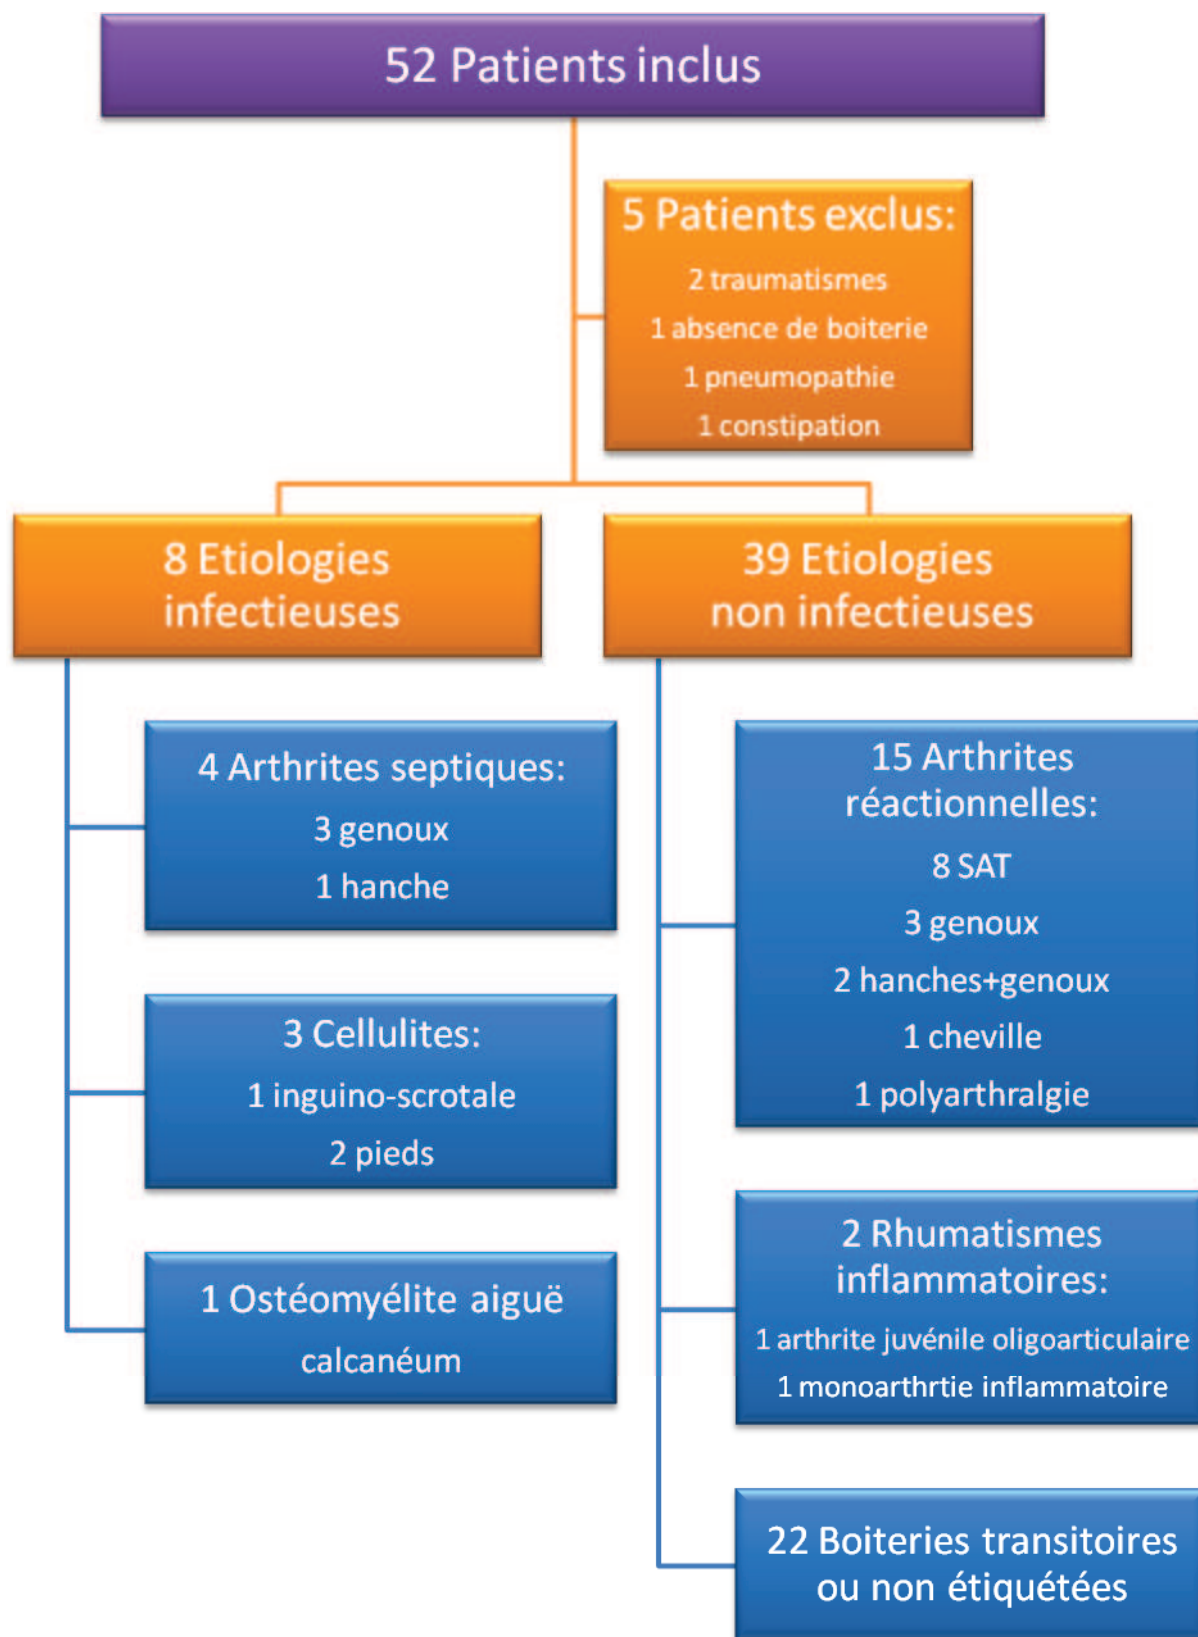 52 Patients inclus
5 Patients exclus:
2 traumatismes
1 absence de boiterie
1 pneumopathie
1 constipation
8 Etiologies
infectieuses
39 Etiologies
non infectieuses
4 Arthrites septiques:
3 genoux
1 hanche
3 Cellulites:
1 inguino-scrotale
2 pieds
1 Ostéomyélite aiguë
calcanéum
15 Arthrites
réactionnelles:
8 SAT
3 genoux
2 hanches+genoux
1 cheville
1 polyarthralgie
2 Rhumatismes
inflammatoires:
1 arthrite juvénile oligoarticulaire
1 monoarthrtie inflammatoire
22 Boiteries transitoires
ou non étiquétées